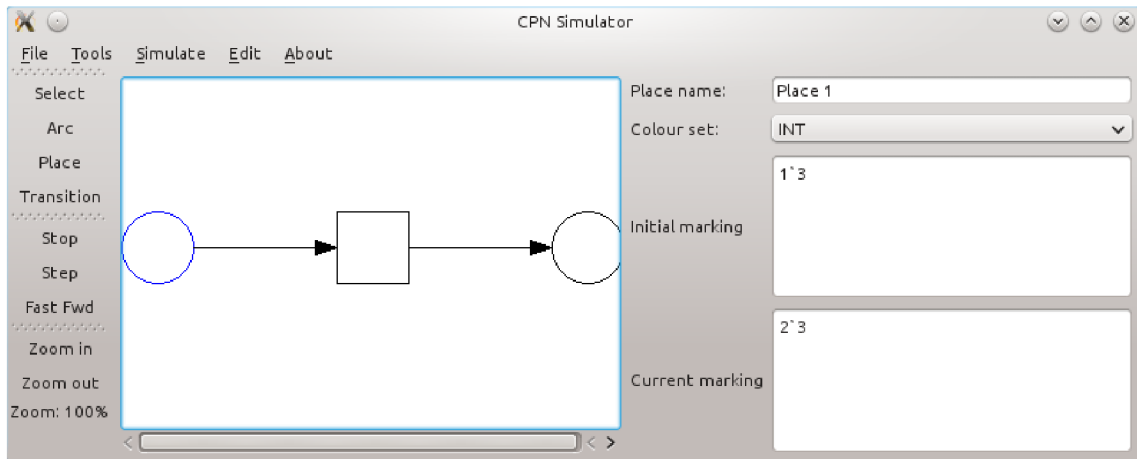 CPN Simulator
File Tools Simulate Edit About
Select
Arc
Place
Transition
Stop
Step
Fast Fwd
Zoom in
Zoom out
Zoom: 100%
Place name: Place 1
Colour set: INT
Initial marking
1`3
Current marking
2`3